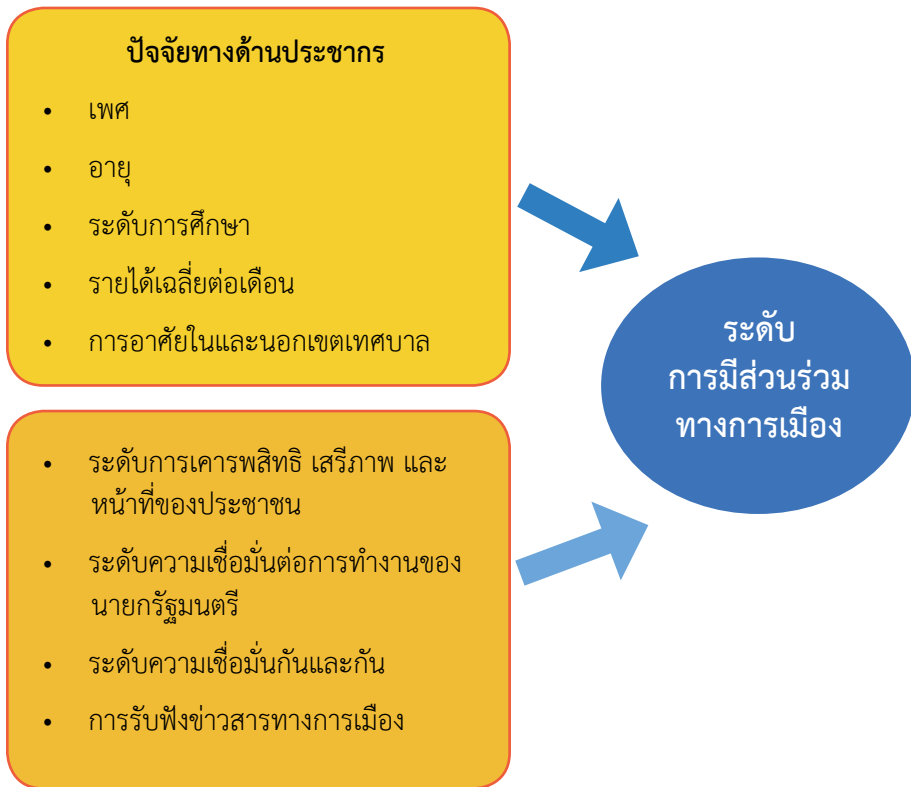 ปัจจัยทางด้านประชากร
• เพศ
• อายุ
• ระดับการศึกษา
• รายได้เฉลี่ยต่อเดือน
• การอาศัยในและนอกเขตเทศบาล
• ระดับการเคารพสิทธิ เสรีภาพ และ
หน้าที่ของประชาชน
• ระดับความเชื่อมั่นต่อการทำงานของ
นายกรัฐมนตรี
• ระดับความเชื่อมั่นกันและกัน
• การรับฟังข่าวสารทางการเมือง
ระดับ
การมีส่วนร่วม
ทางการเมือง